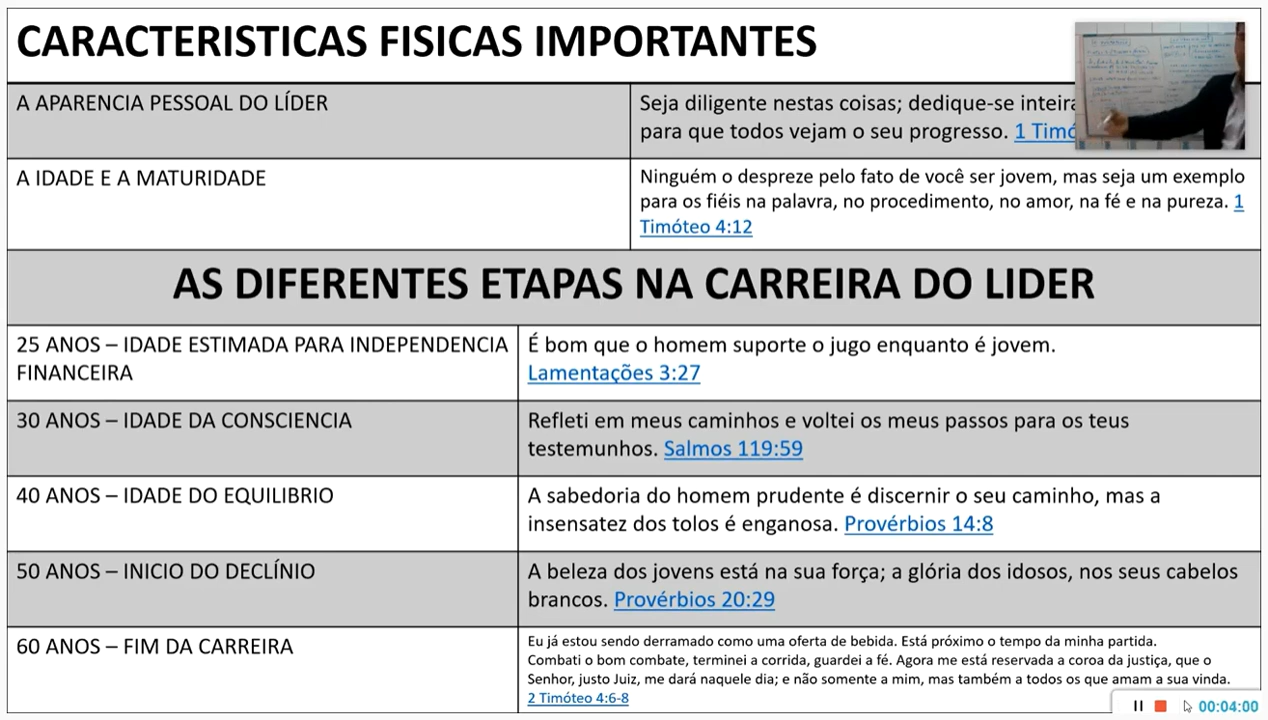 CARACTERISTICAS FISICAS IMPORTANTES
A APARENCIA PESSOAL DO LÍDER
Seja diligente nestas coisas; dedique-se
para que todos vejam o seu progresso. 1
A IDADE E A MATURIDADE
Ninguém o despreze pelo fato de você ser jovem, mas seja um exemplo
para os fiéis na palavra, no procedimento, no amor, na fé e na pureza. 1
Timóteo 4:12
AS DIFERENTES ETAPAS NA CARREIRA DO LIDER
25 ANOS – IDADE ESTIMADA PARA INDEPENDENCIA
FINANCEIRA
É bom que o homem suporte o jugo enquanto é jovem.
Lamentações 3:27
30 ANOS – IDADE DA CONSCIENCIA
Refleti em meus caminhos e voltei os meus passos para os teus
testemunhos. Salmos 119:59
40 ANOS – IDADE DO EQUILIBRIO
A sabedoria do homem prudente é discernir o seu caminho, mas a
insensatez dos tolos é enganosa. Provérbios 14:8
50 ANOS – INICIO DO DECLÍNIO
A beleza dos jovens está na sua força; a glória dos idosos, nos seus cabelos
brancos. Provérbios 20:29
60 ANOS – FIM DA CARREIRA
Eu já estou sendo derramado como uma oferta de bebida. Está próximo o tempo da minha partida.
Combati o bom combate, terminei a corrida, guardei a fé. Agora me está reservada a coroa da justiça, que o
Senhor, justo Juiz, me dará naquele dia; e não somente a mim, mas também a todos os que amam a sua vinda.
2 Timóteo 4:6-8
00:04:00